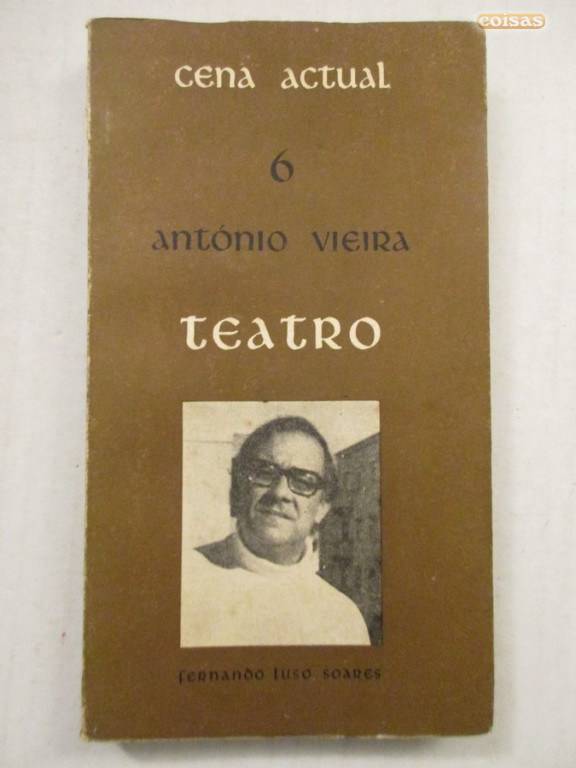 coisas
cena actual
6
antónio vieira
teatro
fernando luso soares